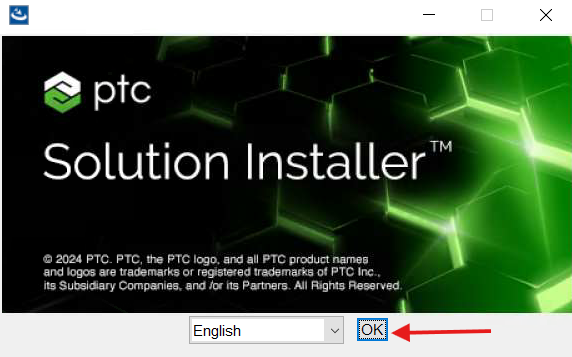 ptc
Solution Installer™
© 2024 PTC. PTC, the PTC logo, and all PTC product names
and logos are trademarks or registered trademarks of PTC Inc.,
its Subsidiary Companies, and /or its Partners. All Rights Reserved.
English
OK